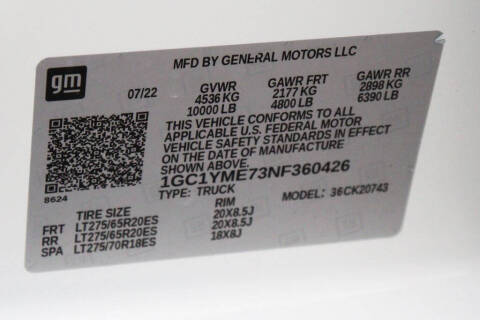 gm
MFD BY GENERAL MOTORS LLC
07/22 GVWR GAWR FRT GAWR RR
4536 KG 2177 KG 2898 KG
10000 LB 4800 LB 6390 LB
THIS VEHICLE CONFORMS TO ALL
APPLICABLE U.S. FEDERAL MOTOR
VEHICLE SAFETY STANDARDS IN EFFECT
ON THE DATE OF MANUFACTURE
SHOWN ABOVE.
1GC1YME73NF360426
8624
TYPE: TRUCK MODEL: 36CK20743
TIRE SIZE RIM
FRT LT275/65R20ES 20X8.5J
RR LT275/65R20ES 20X8.5J
SPA LT275/70R18ES 18X8J